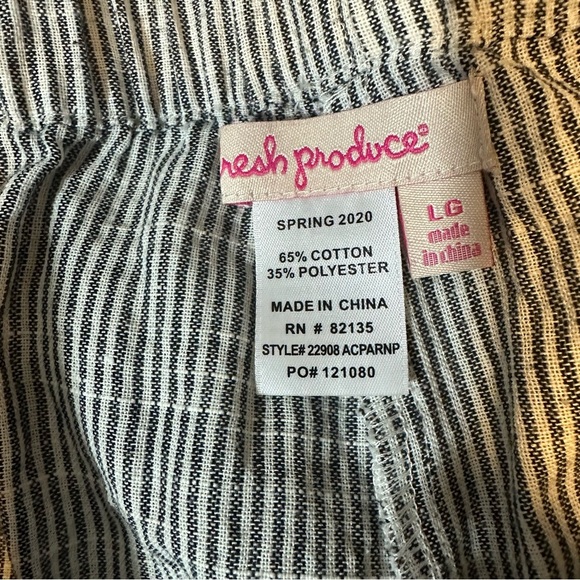 resh produce®
LG
made
in china
SPRING 2020
65% COTTON
35% POLYESTER
MADE IN CHINA
RN # 82135
STYLE# 22908 ACPARNP
PO# 121080